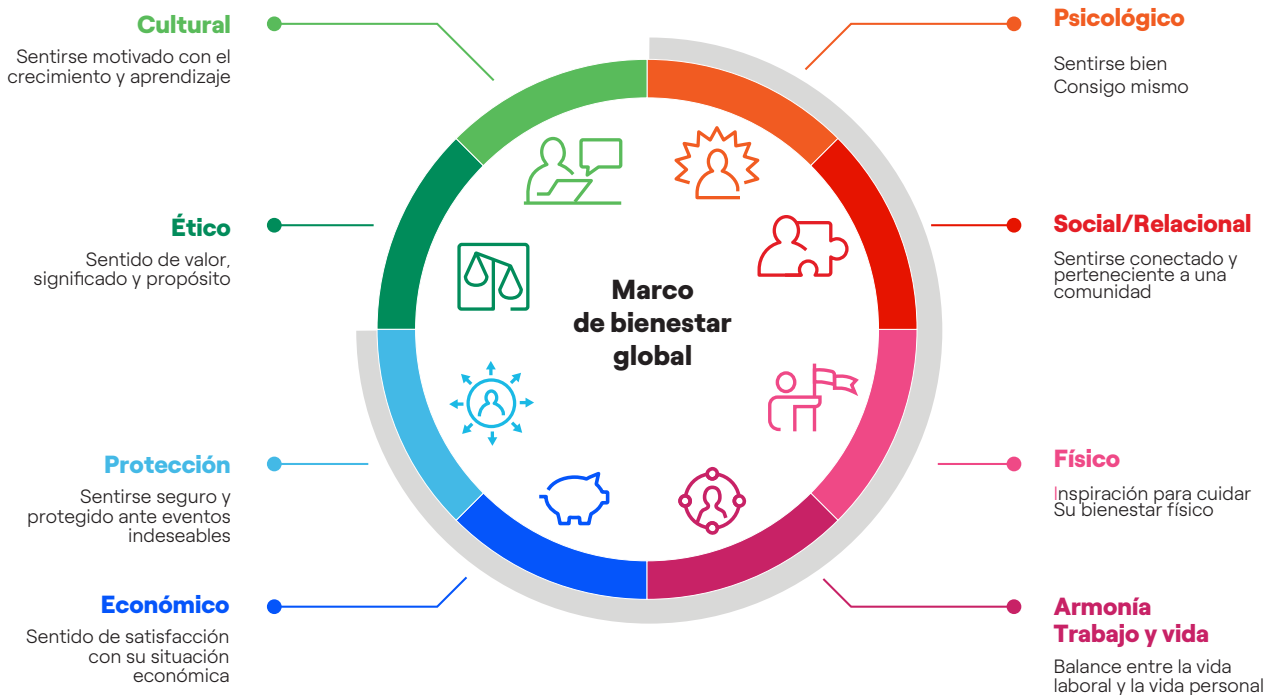 Cultural
Sentirse motivado con el
crecimiento y aprendizaje
Ético
Sentido de valor,
significado y propósito
Protección
Sentirse seguro y
protegido ante eventos
indeseables
Económico
Sentido de satisfacción
con su situación
económica
Marco
de bienestar
global
Psicológico
Sentirse bien
Consigo mismo
Social/Relacional
Sentirse conectado y
perteneciente a una
comunidad
Físico
Inspiración para cuidar
Su bienestar físico
Armonía
Trabajo y vida
Balance entre la vida
laboral y la vida personal